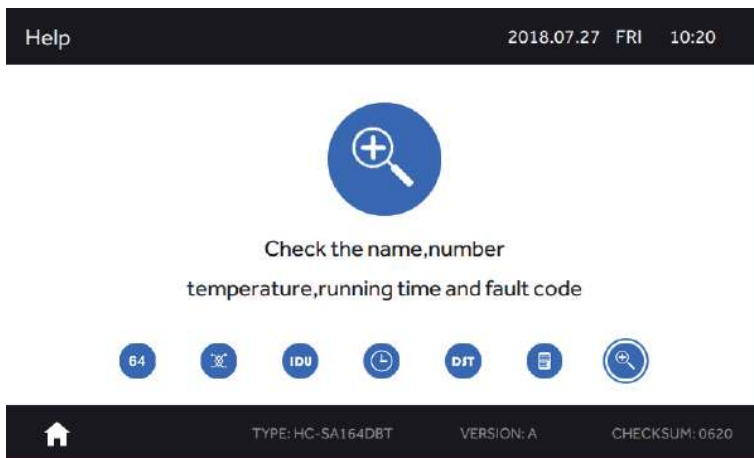 Help 2018.07.27 FRI 10:20
Check the name,number
temperature,running time and fault code
64 IDU DST
TYPE: HC-SA164DBT VERSION: A CHECKSUM: 0620